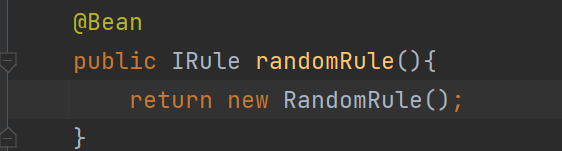 @Bean
public IRule randomRule(){
return new RandomRule();
}